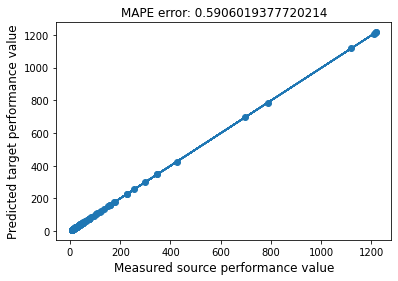 MAPE error: 0.5906019377720214
Predicted target performance value
1200
1000
800
600
400
200
0
0 200 400 600 800 1000 1200
Measured source performance value